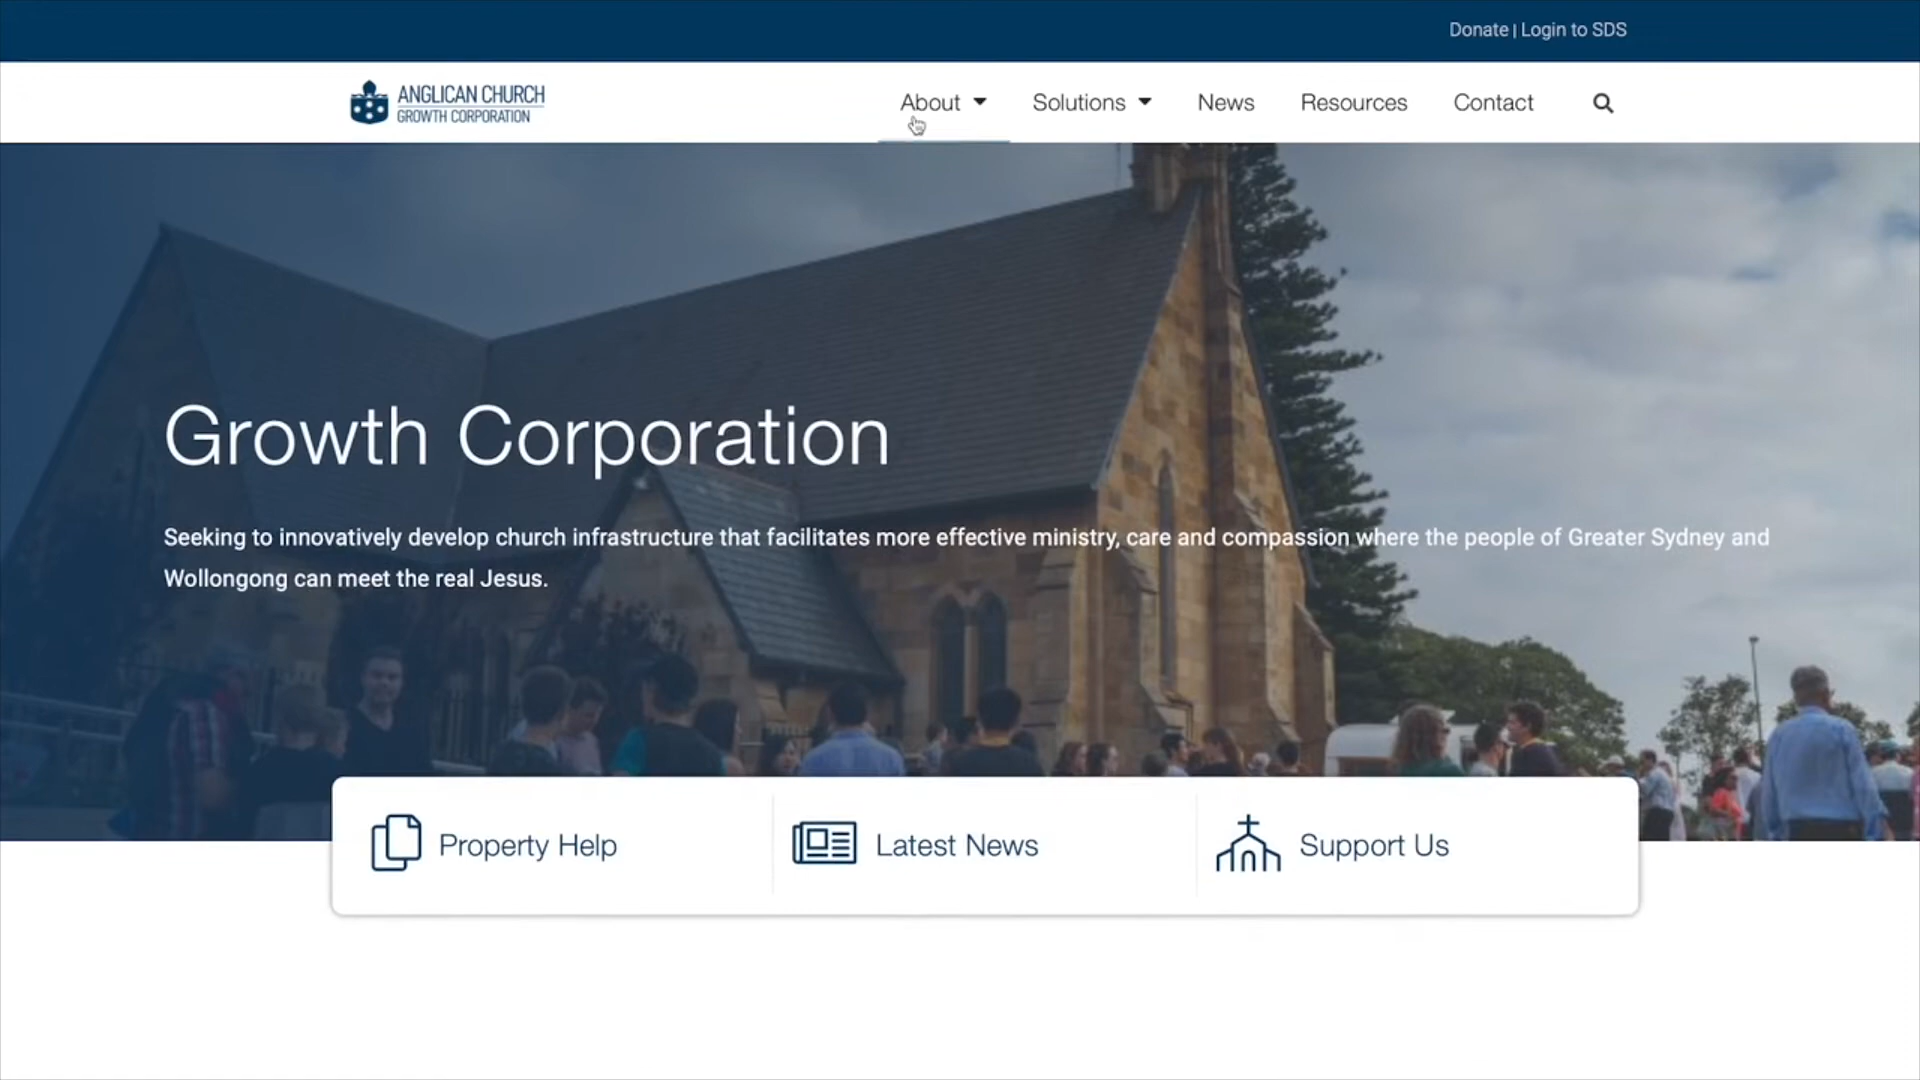 Donate | Login to SDS
ANGLICAN CHURCH
GROWTH CORPORATION
About Solutions News Resources Contact
Growth Corporation
Seeking to innovatively develop church infrastructure that facilitates more effective ministry, care and compassion where the people of Greater Sydney and
Wollongong can meet the real Jesus.
Property Help Latest News Support Us